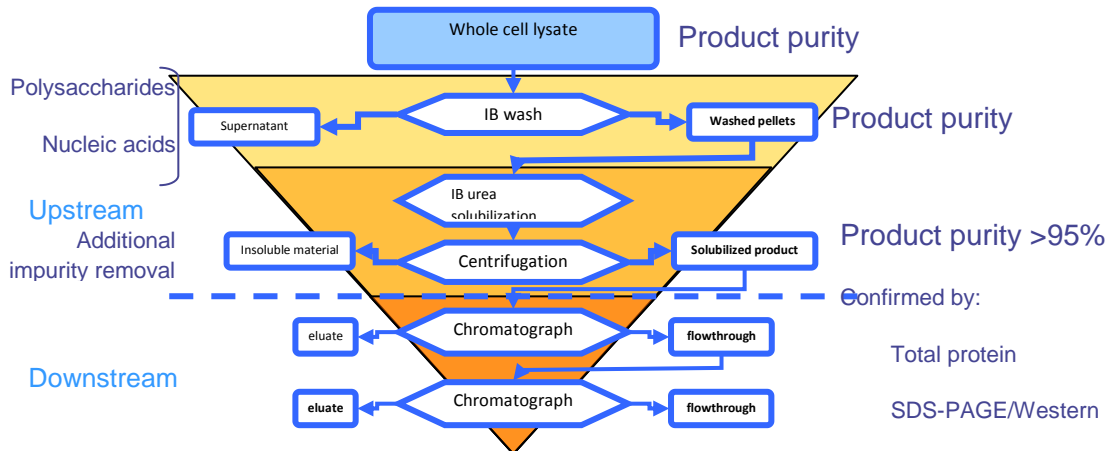 Whole cell lysate
Product purity
Polysaccharides
IB wash
Supernatant
Washed pellets
Product purity
Nucleic acids
IB urea
solubilization
Upstream
Additional
impurity removal
Insoluble material
Centrifugation
Solubilized product
Product purity >95%
Confirmed by:
eluate
Chromatograph
flowthrough
Total protein
Downstream
eluate
Chromatograph
flowthrough
SDS-PAGE/Western